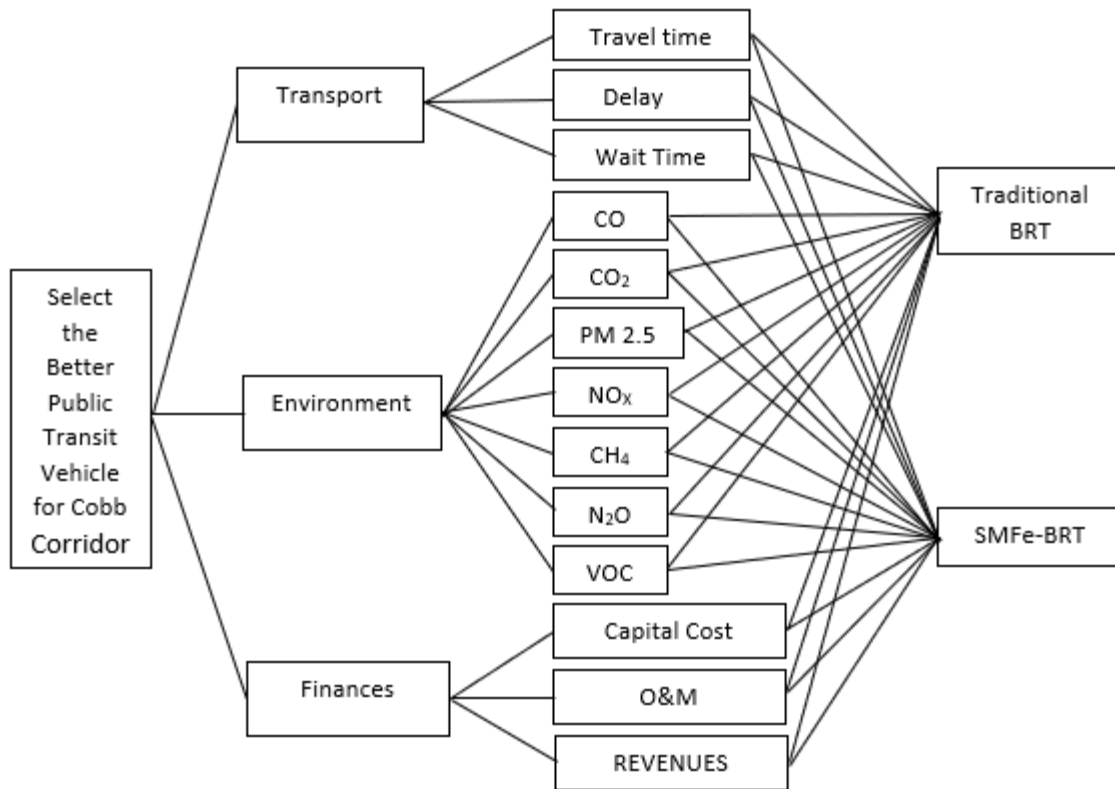 Select
the
Better
Public
Transit
Vehicle
for Cobb
Corridor
Transport
Environment
Finances
Travel time
Delay
Wait Time
CO
CO₂
PM 2.5
NOₓ
CH₄
N₂O
VOC
Capital Cost
O&M
REVENUES
Traditional
BRT
SMFe-BRT